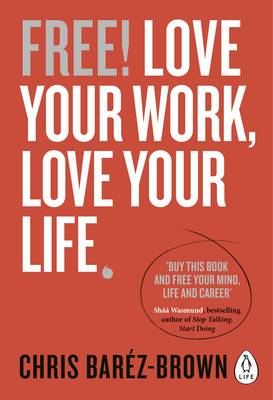 FREE! LOVE
YOUR WORK,
LOVE YOUR
LIFE.
'BUY THIS BOOK
AND FREE YOUR MIND,
LIFE AND CAREER'
Sháá Wasmund, bestselling
author of Stop Talking,
Start Doing
CHRIS BARÉZ-BROWN
LIFE